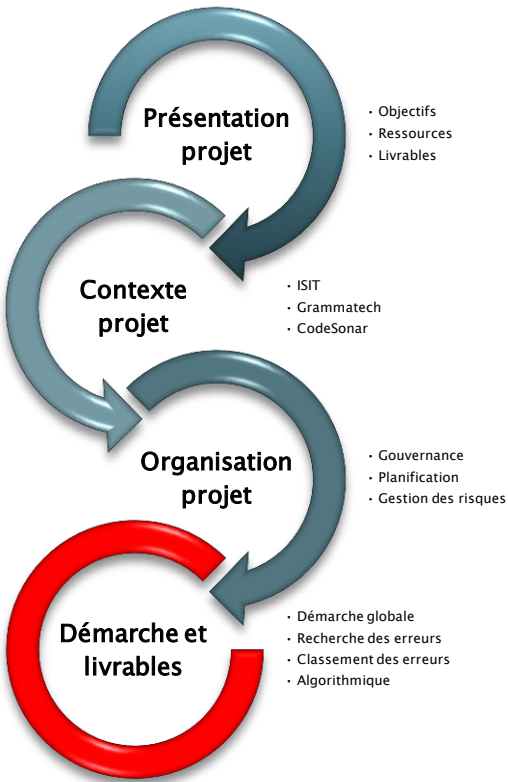 Présentation
projet
• Objectifs
• Ressources
• Livrables
Contexte
projet
• ISIT
• Grammatech
• CodeSonar
Organisation
projet
• Gouvernance
• Planification
• Gestion des risques
Démarche et
livrables
• Démarche globale
• Recherche des erreurs
• Classement des erreurs
• Algorithmique